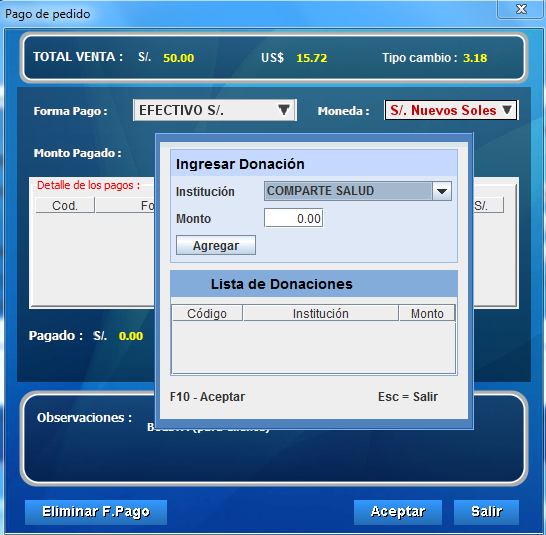 Pago de pedido
TOTAL VENTA : S/. 50.00 US$ 15.72 Tipo cambio : 3.18
Forma Pago : EFECTIVO S/. Moneda : S/. Nuevos Soles
Monto Pagado :
Detalle de los pagos :
Cod. Fo S/.
Ingresar Donación
Institución COMPARTE SALUD
Monto 0.00
Agregar
Lista de Donaciones
Código Institución Monto
Pagado : S/. 0.00
F10 - Aceptar Esc = Salir
Observaciones :
Eliminar F.Pago Aceptar Salir